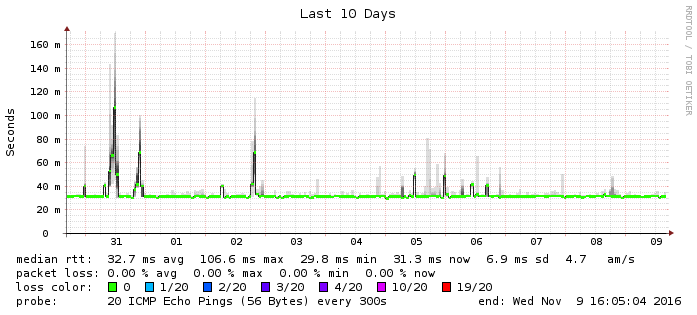 Last 10 Days
RRDTOOL / TOBI OETIKER
Seconds
160 m
140 m
120 m
100 m
80 m
60 m
40 m
20 m
0
31 01 02 03 04 05 06 07 08 09
median rtt: 32.7 ms avg 106.6 ms max 29.8 ms min 31.3 ms now 6.9 ms sd 4.7 am/s
packet loss: 0.00 % avg 0.00 % max 0.00 % min 0.00 % now
loss color: 0 1/20 2/20 3/20 4/20 10/20 19/20
probe: 20 ICMP Echo Pings (56 Bytes) every 300s end: Wed Nov 9 16:05:04 2016